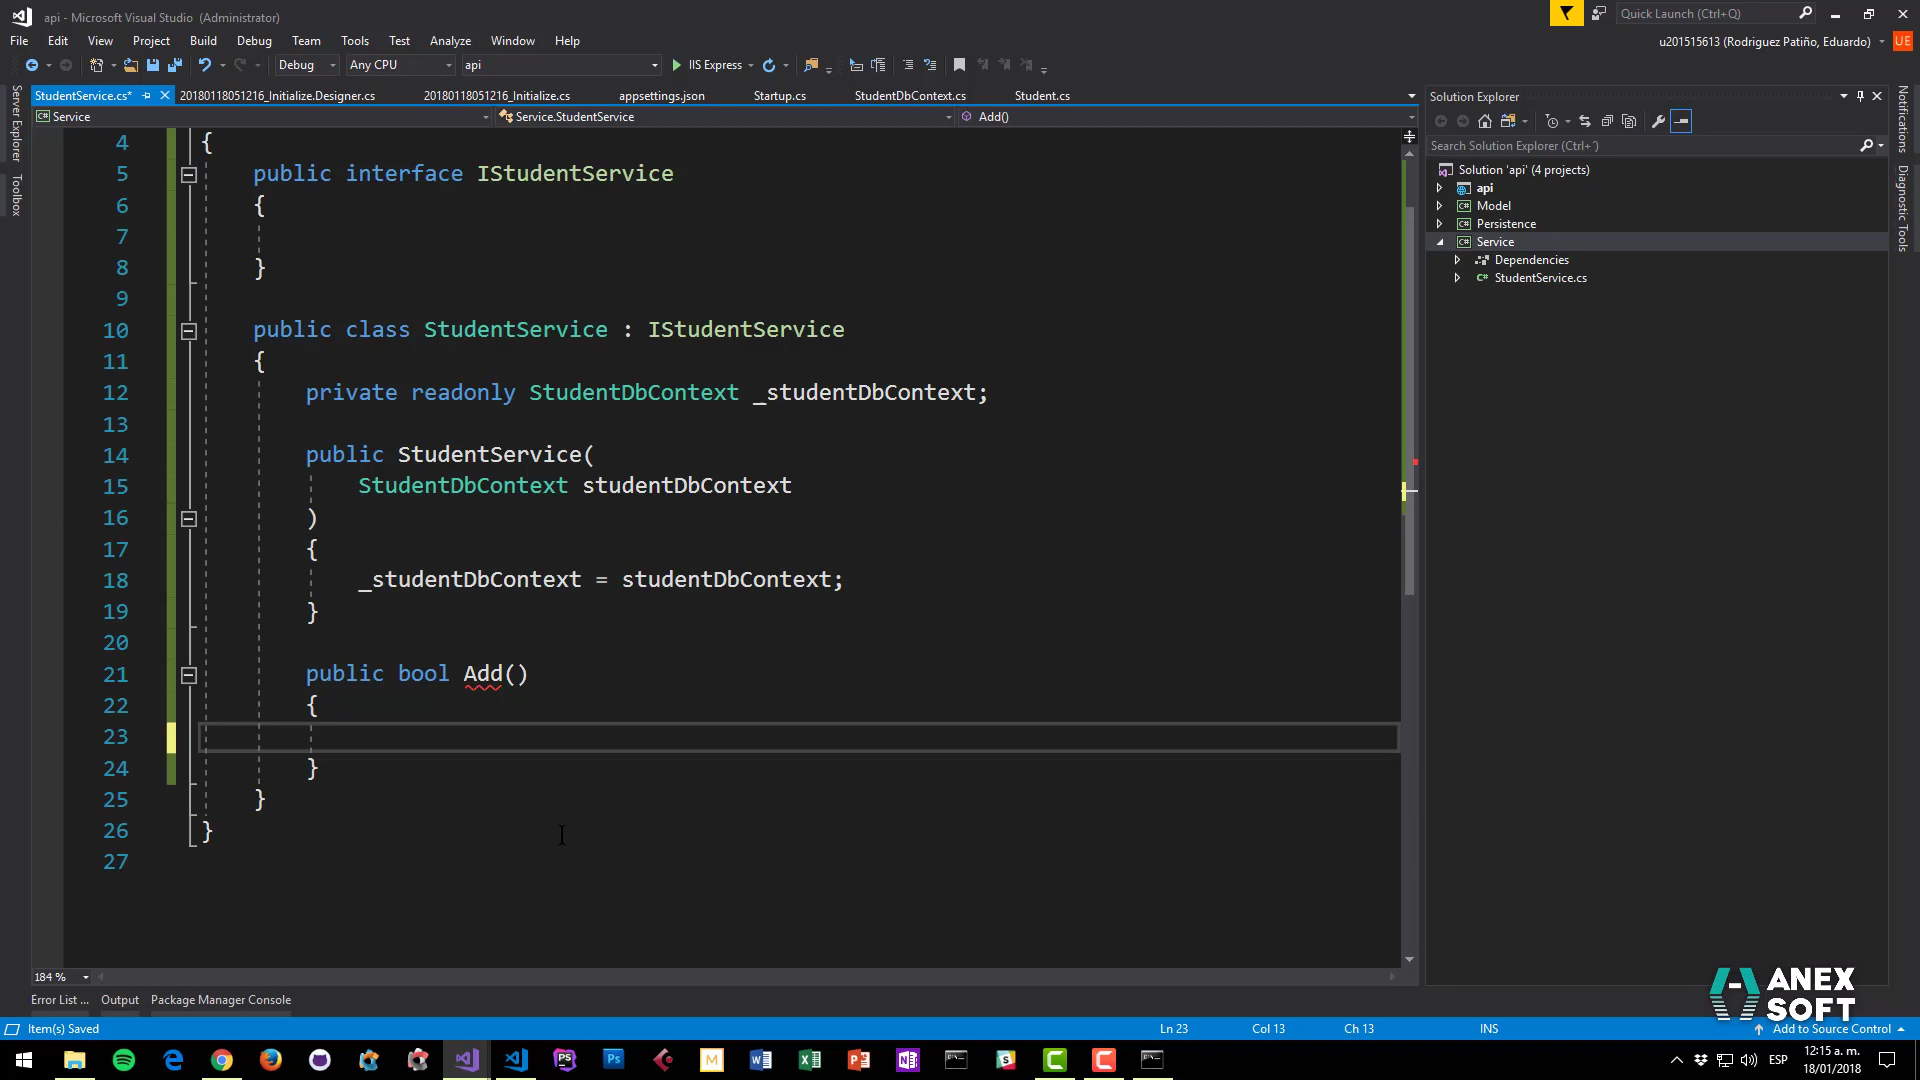 api - Microsoft Visual Studio (Administrator)
Quick Launch (Ctrl+Q)
File Edit View Project Build Debug Team Tools Test Analyze Window Help
u201515613 (Rodriguez Patiño, Eduardo) UE
Debug Any CPU api IIS Express
StudentService.cs* 20180118051216_Initialize.Designer.cs 20180118051216_Initialize.cs appsettings.json Startup.cs StudentDbContext.cs Student.cs
Service Service.StudentService Add()
Server Explorer
Toolbox
4 {
5 public interface IStudentService
6 {
7
8 }
9
10 public class StudentService : IStudentService
11 {
12 private readonly StudentDbContext _studentDbContext;
13
14 public StudentService(
15 StudentDbContext studentDbContext
16 )
17 {
18 _studentDbContext = studentDbContext;
19 }
20
21 public bool Add()
22 {
23
24 }
25 }
26 }
27
184 %
Solution Explorer
Search Solution Explorer (Ctrl+´)
Solution 'api' (4 projects)
api
Model
Persistence
Service
Dependencies
StudentService.cs
Notifications
Diagnostic Tools
ANEX
SOFT
Error List ... Output Package Manager Console
Item(s) Saved Ln 23 Col 13 Ch 13 INS Add to Source Control
ESP
12:15 a. m.
18/01/2018